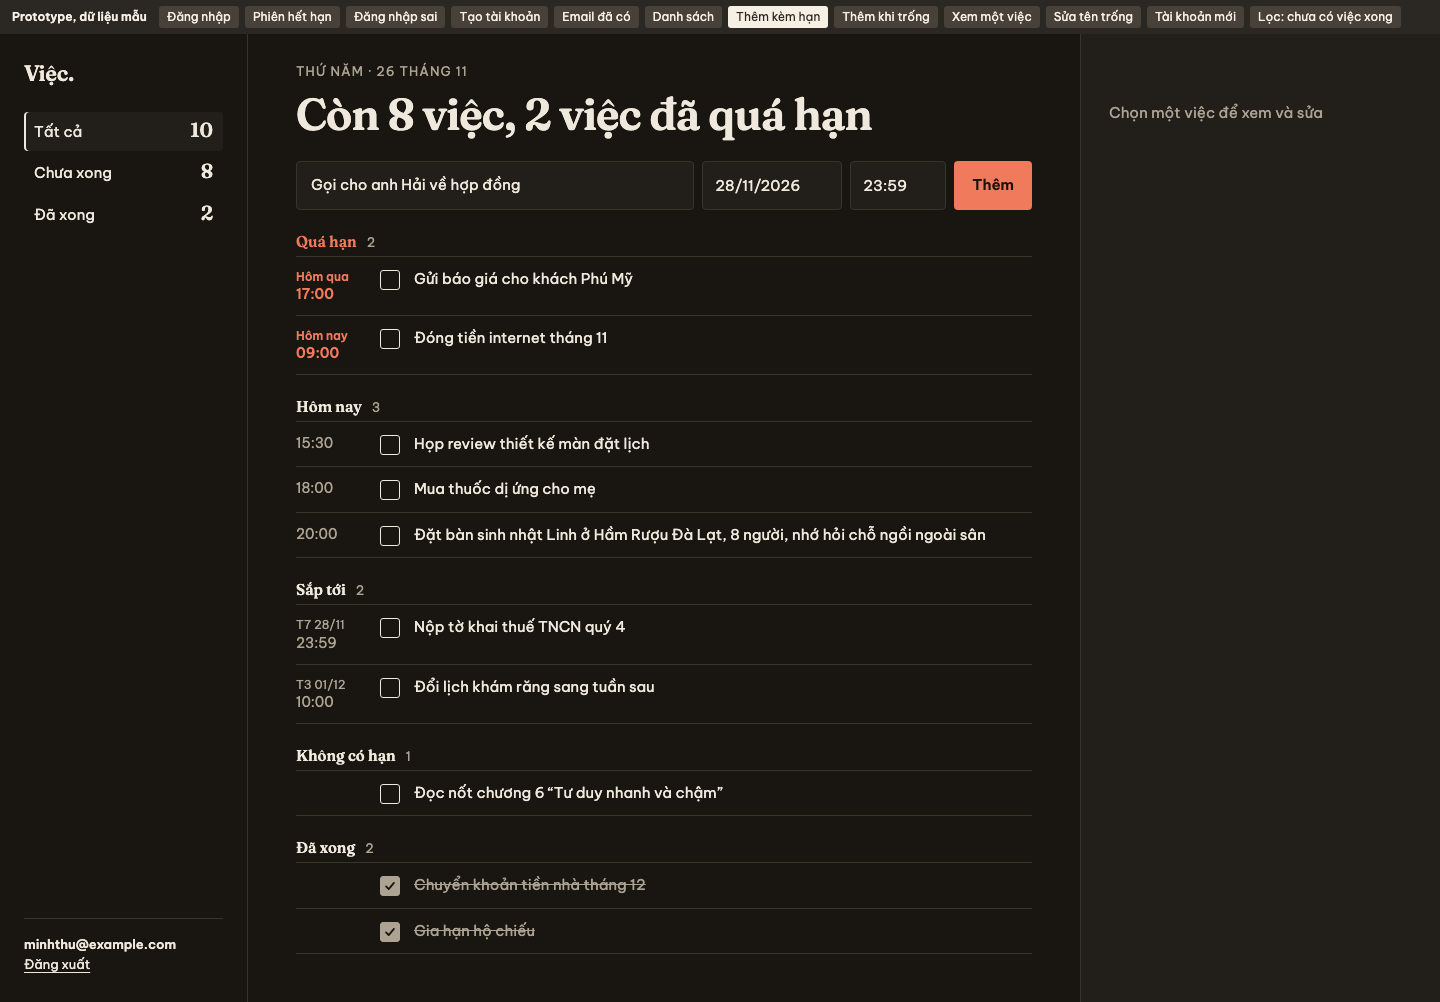 Prototype, dữ liệu mẫu Đăng nhập Phiên hết hạn Đăng nhập sai Tạo tài khoản Email đã có Danh sách Thêm kèm hạn Thêm khi trống Xem một việc Sửa tên trống Tài khoản mới Lọc: chưa có việc xong
Việc.
Tất cả 10
Chưa xong 8
Đã xong 2
minhthu@example.com
Đăng xuất
THỨ NĂM · 26 THÁNG 11
Còn 8 việc, 2 việc đã quá hạn
Gọi cho anh Hải về hợp đồng 28/11/2026 23:59 Thêm
Quá hạn 2
Hôm qua
17:00 Gửi báo giá cho khách Phú Mỹ
Hôm nay
09:00 Đóng tiền internet tháng 11
Hôm nay 3
15:30 Họp review thiết kế màn đặt lịch
18:00 Mua thuốc dị ứng cho mẹ
20:00 Đặt bàn sinh nhật Linh ở Hầm Rượu Đà Lạt, 8 người, nhớ hỏi chỗ ngồi ngoài sân
Sắp tới 2
T7 28/11
23:59 Nộp tờ khai thuế TNCN quý 4
T3 01/12
10:00 Đổi lịch khám răng sang tuần sau
Không có hạn 1
Đọc nốt chương 6 “Tư duy nhanh và chậm”
Đã xong 2
Chuyển khoản tiền nhà tháng 12
Gia hạn hộ chiếu
Chọn một việc để xem và sửa